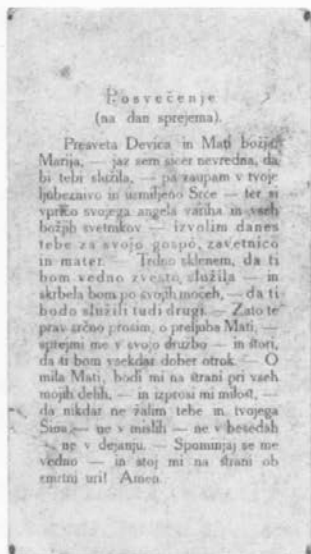 Posvečenje
(na dan sprejema).
Presveta Devica in Mati božja
Marija, — jaz sem sicer nevredna, da
bi tebi služila, — pa zaupam v tvoje
ljubeznivo in usmiljeno Srce — ter si
vpričo svojega angela variha in vseh
božjih svetnikov — izvolim danes
tebe za svojo gospó, zavetnico
in mater. — Trdno sklenem, da ti
bom vedno zvesto služila — in
skrbela bom po svojih močeh, — da ti
bodo služili tudi drugi. — Zato te
prav srčno prosim, o preljuba Mati, —
sprejmi me v svojo družbo — in stori,
da ti bom vsekdar dober otrok. — O
mila Mati, bodi mi na strani pri vseh
mojih delih, — in izprosi mi milost, —
da nikdar ne žalim tebe in tvojega
Sina, — ne v mislih — ne v besedah
— ne v dejanju. — Spominjaj se me
vedno — in stoj mi na strani ob
smrtni uri! Amen.